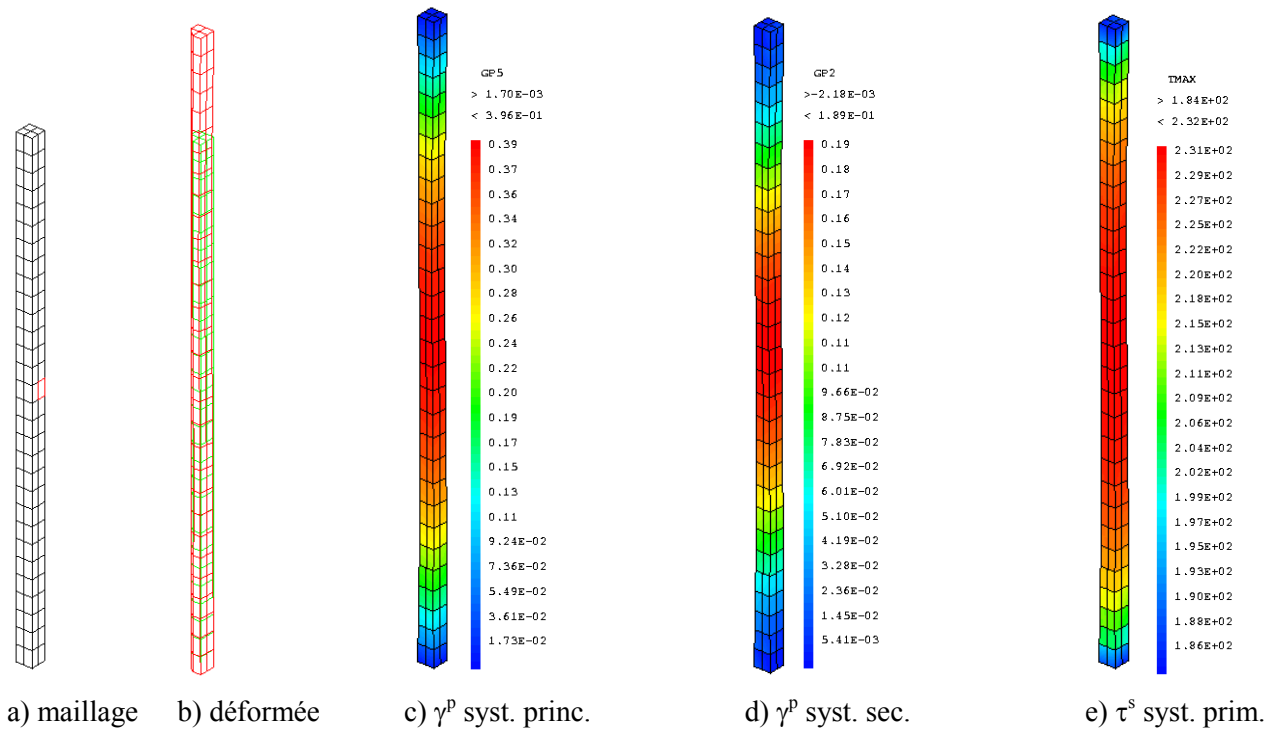 GP5
> 1.70E-03
< 3.96E-01
0.39
0.37
0.35
0.34
0.32
0.30
0.28
0.26
0.24
0.22
0.20
0.19
0.17
0.15
0.13
0.11
9.24E-02
7.36E-02
5.49E-02
3.61E-02
1.73E-02
GP2
>-2.18E-03
< 1.89E-01
0.19
0.18
0.17
0.16
0.15
0.14
0.13
0.12
0.11
0.11
9.66E-02
8.75E-02
7.83E-02
6.92E-02
6.01E-02
5.10E-02
4.19E-02
3.28E-02
2.36E-02
1.45E-02
5.41E-03
TMAX
> 1.84E+02
< 2.32E+02
2.31E+02
2.29E+02
2.27E+02
2.25E+02
2.22E+02
2.20E+02
2.18E+02
2.15E+02
2.13E+02
2.11E+02
2.08E+02
2.06E+02
2.04E+02
2.02E+02
1.99E+02
1.97E+02
1.95E+02
1.93E+02
1.90E+02
1.88E+02
1.86E+02
a) maillage
b) déformée
c) γᵖ syst. princ.
d) γᵖ syst. sec.
e) τˢ syst. prim.